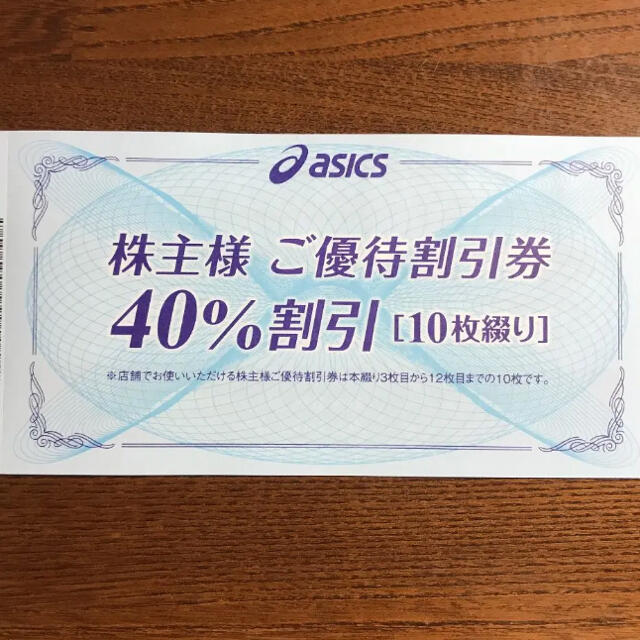 asics
株主様 ご優待割引券
40%割引 [10枚綴り]
※店舗でお使いいただける株主様ご優待割引券は本綴り3枚目から12枚目までの10枚です。